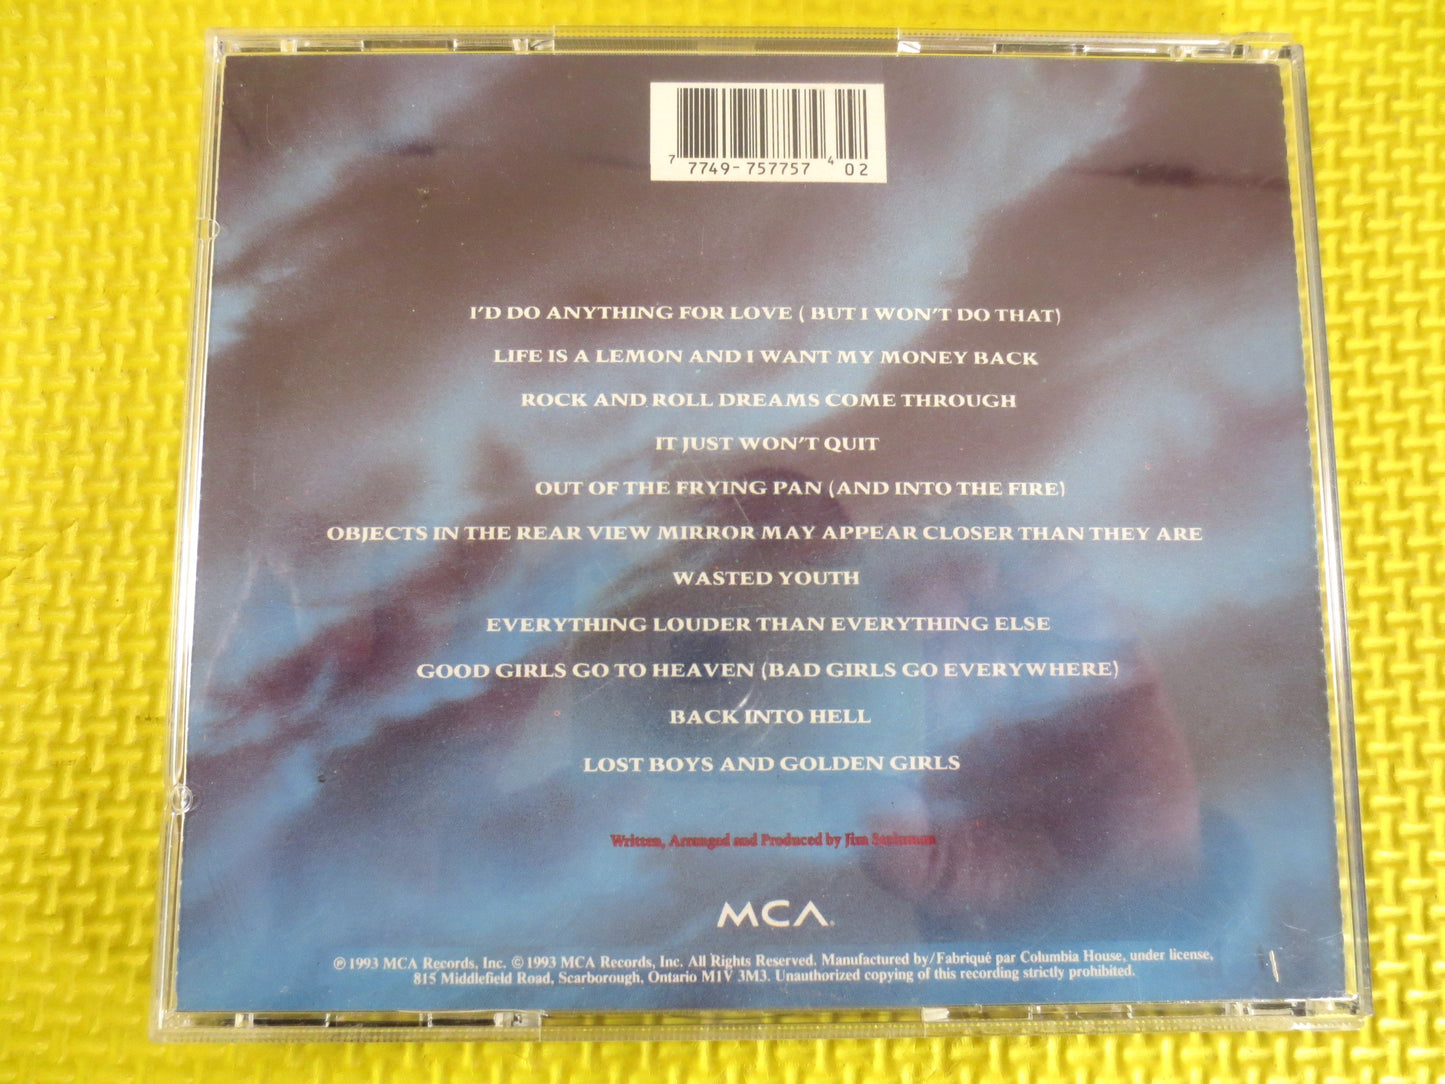 7 7749-757757 4 02
I'D DO ANYTHING FOR LOVE ( BUT I WON'T DO THAT)
LIFE IS A LEMON AND I WANT MY MONEY BACK
ROCK AND ROLL DREAMS COME THROUGH
IT JUST WON'T QUIT
OUT OF THE FRYING PAN (AND INTO THE FIRE)
OBJECTS IN THE REAR VIEW MIRROR MAY APPEAR CLOSER THAN THEY ARE
WASTED YOUTH
EVERYTHING LOUDER THAN EVERYTHING ELSE
GOOD GIRLS GO TO HEAVEN (BAD GIRLS GO EVERYWHERE)
BACK INTO HELL
LOST BOYS AND GOLDEN GIRLS
Written, Arranged and Produced by Jim Steinman
MCA
℗ 1993 MCA Records, Inc. © 1993 MCA Records, Inc. All Rights Reserved. Manufactured by/Fabriqué par Columbia House, under license,
815 Middlefield Road, Scarborough, Ontario M1V 3M3. Unauthorized copying of this recording strictly prohibited.